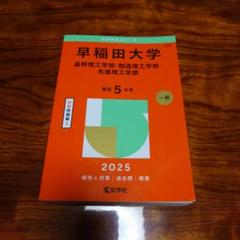 早稲田大学
基幹理工学部・創造理工学部・
先進理工学部
最近5カ年
一般
2025
傾向と対策｜過去問｜解答
教学社